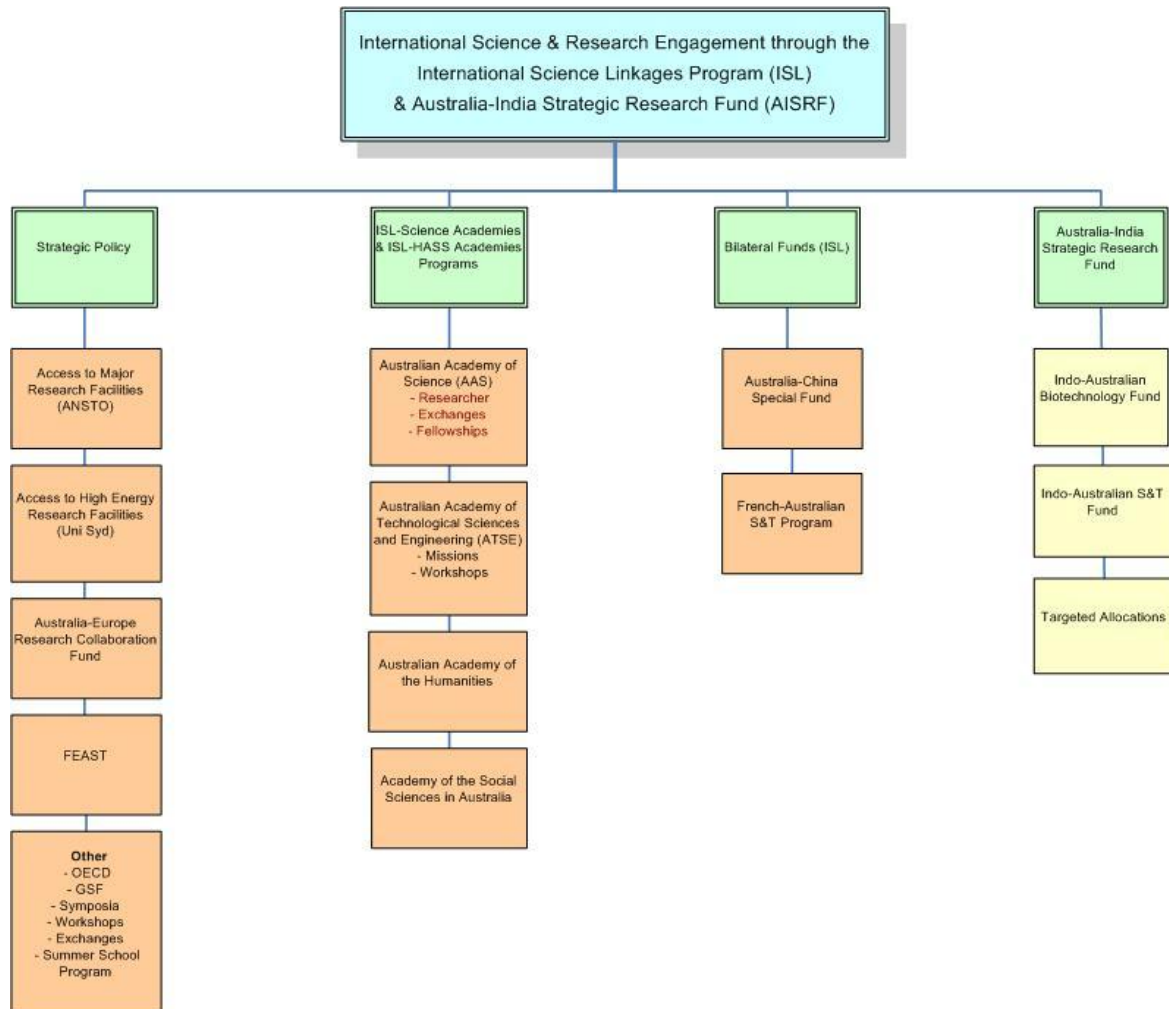 International Science & Research Engagement through the
International Science Linkages Program (ISL)
& Australia-India Strategic Research Fund (AISRF)
Strategic Policy
Access to Major
Research Facilities
(ANSTO)
Access to High Energy
Research Facilities
(Uni Syd)
Australia-Europe
Research Collaboration
Fund
FEAST
Other
- OECD
- GSF
- Symposia
- Workshops
- Exchanges
- Summer School
Program
ISL-Science Academies
& ISL-HASS Academies
Programs
Australian Academy of
Science (AAS)
- Researcher
- Exchanges
- Fellowships
Australian Academy of
Technological Sciences
and Engineering (ATSE)
- Missions
- Workshops
Australian Academy of
the Humanities
Academy of the Social
Sciences in Australia
Bilateral Funds (ISL)
Australia-China
Special Fund
French-Australian
S&T Program
Australia-India
Strategic Research
Fund
Indo-Australian
Biotechnology Fund
Indo-Australian S&T
Fund
Targeted Allocations